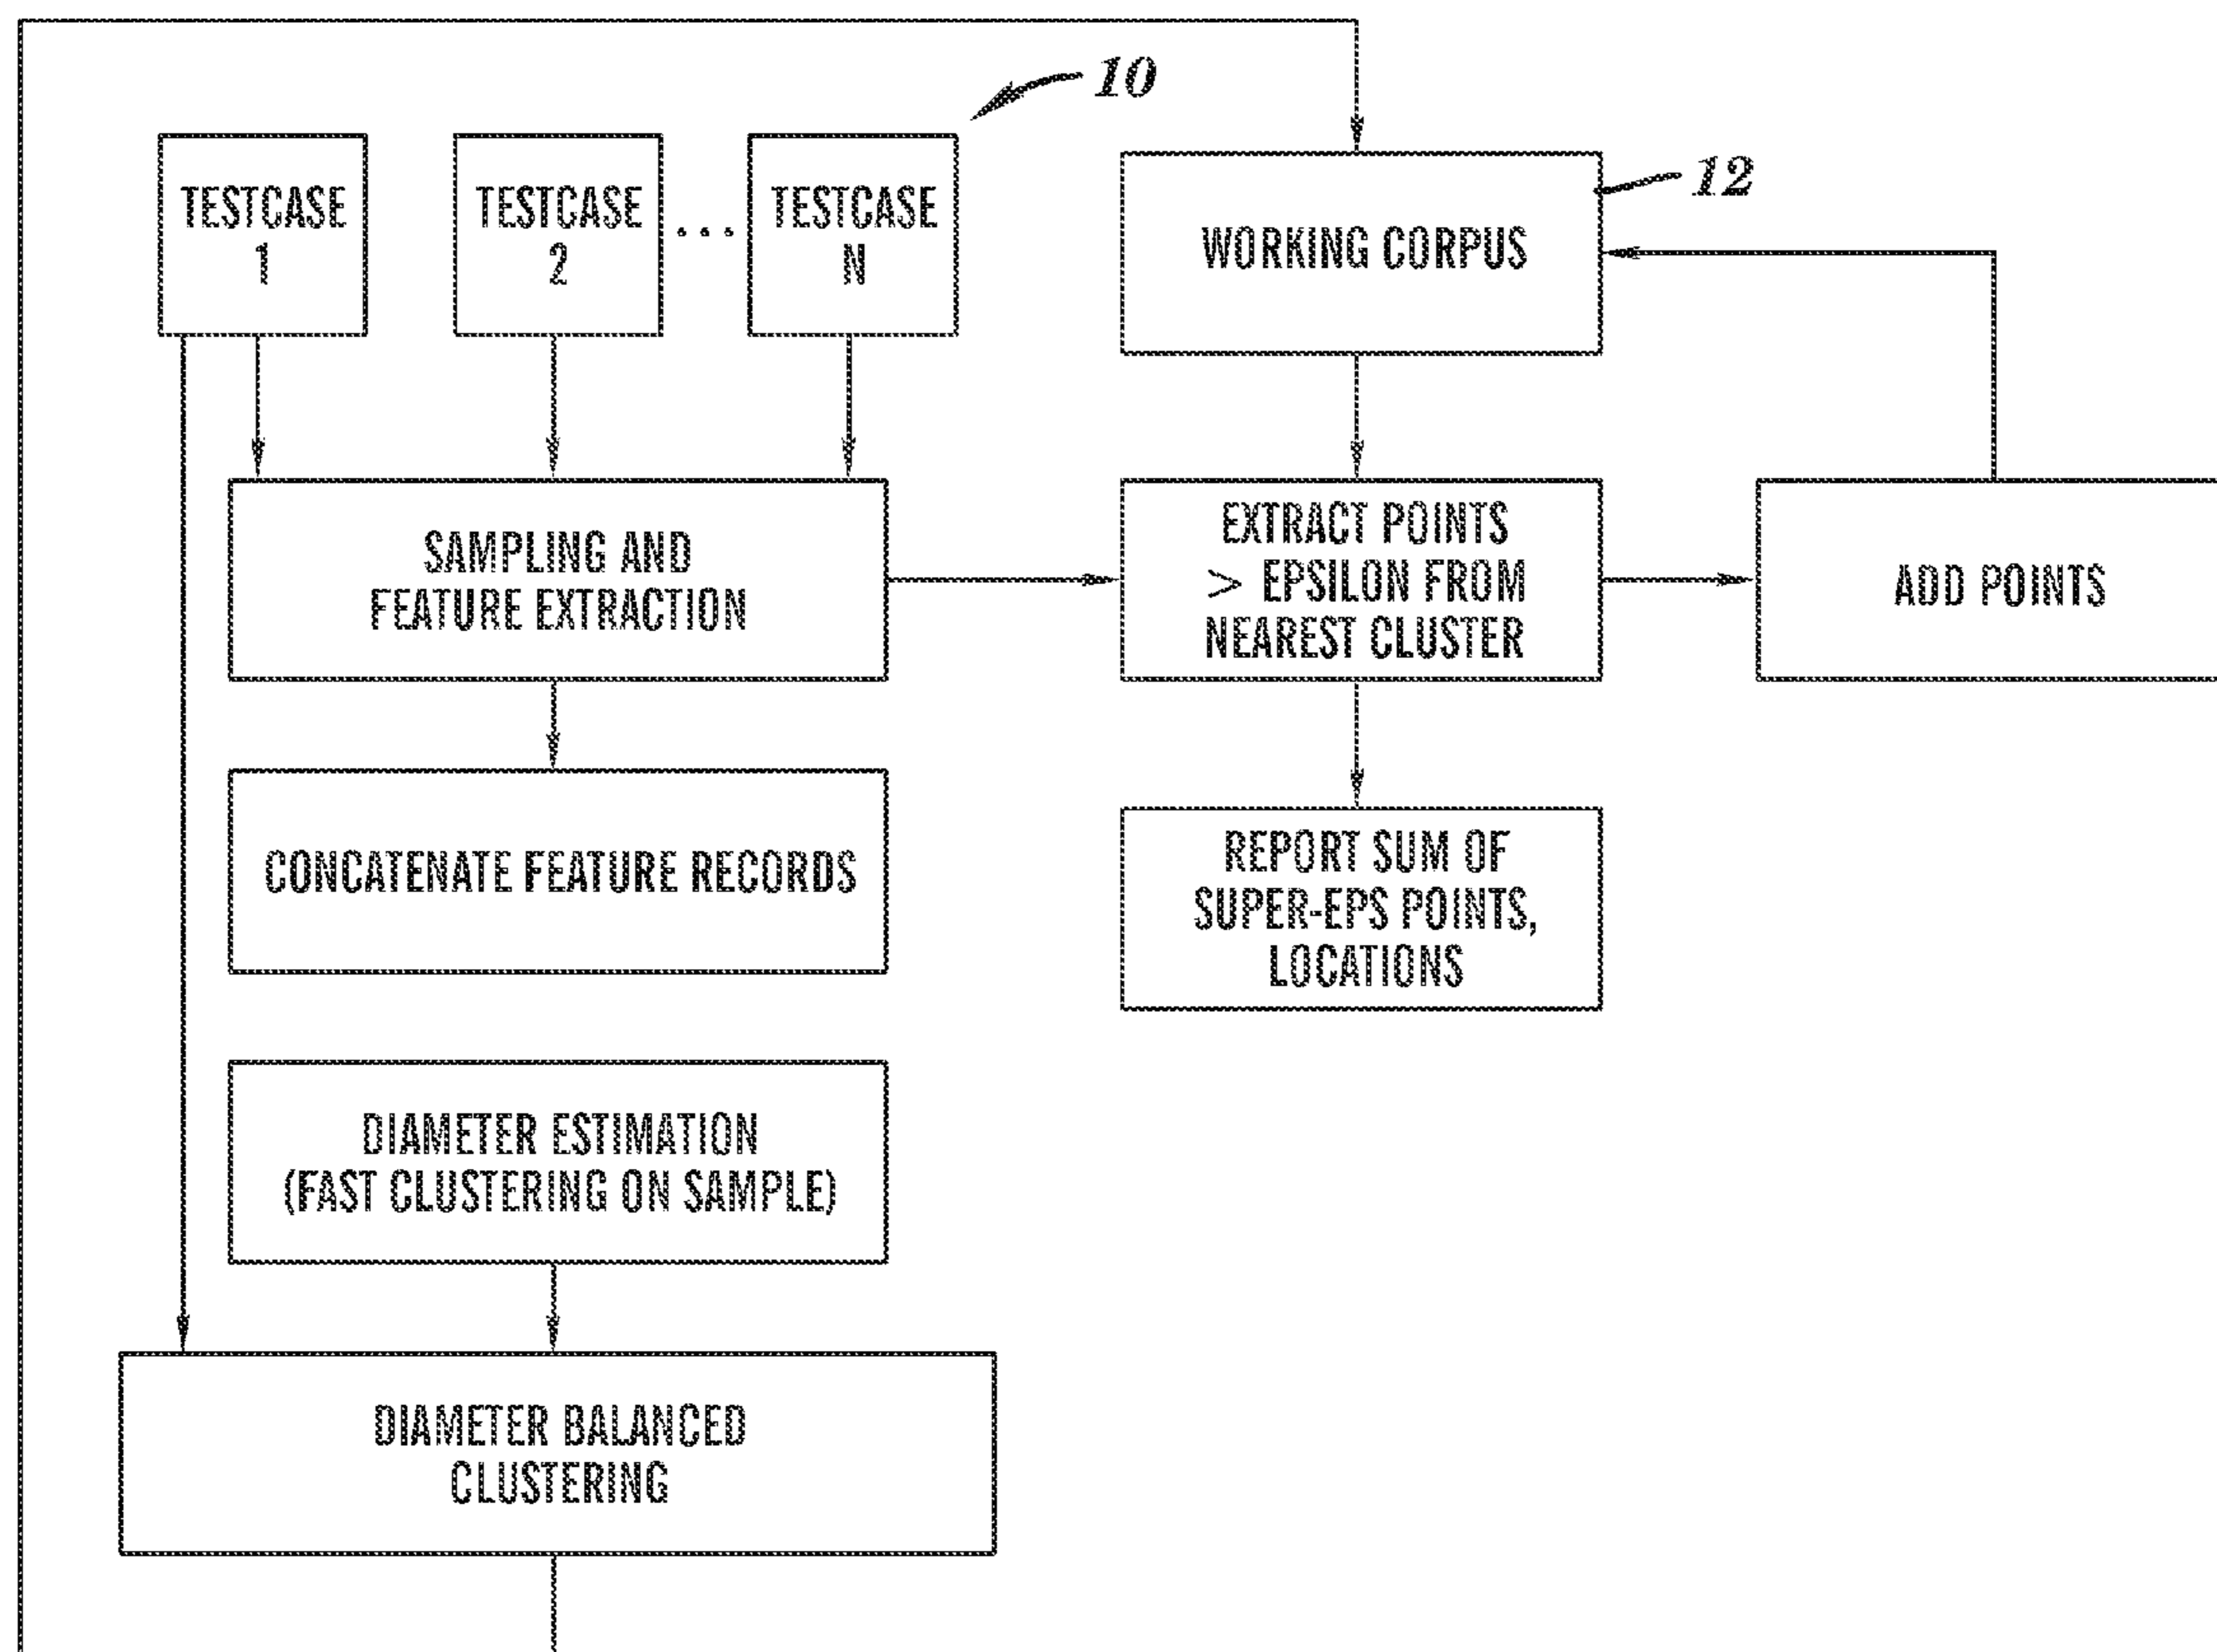 10
TESTCASE
1
TESTCASE
2
...
TESTCASE
N
12
WORKING CORPUS
SAMPLING AND
FEATURE EXTRACTION
EXTRACT POINTS
> EPSILON FROM
NEAREST CLUSTER
ADD POINTS
CONCATENATE FEATURE RECORDS
REPORT SUM OF
SUPER-EPS POINTS,
LOCATIONS
DIAMETER ESTIMATION
(FAST CLUSTERING ON SAMPLE)
DIAMETER BALANCED
CLUSTERING